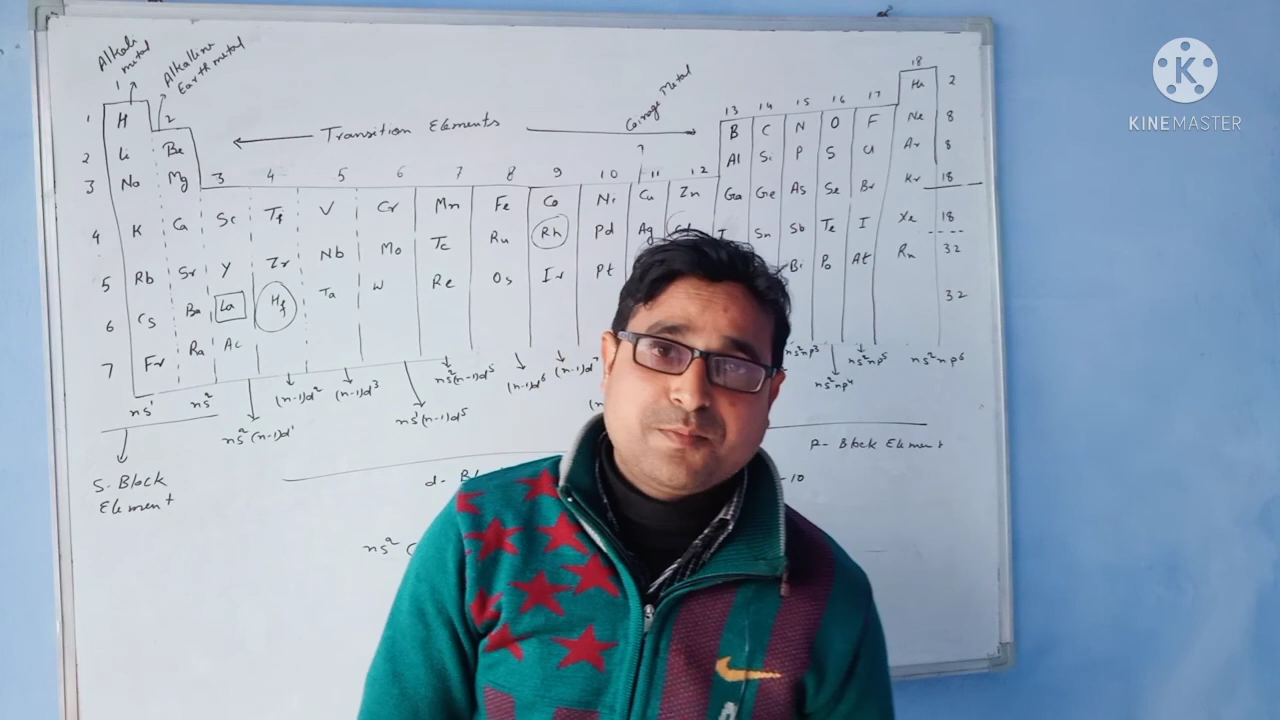 KINEMASTER
Alkali metal
Alkaline Earth metal
Transition Elements
Coinage Metal
1 2 3 4 5 6 7 8 9 10 11 12 13 14 15 16 17 18
1 H He 2
2 Li Be B C N O F Ne 8
3 Na Mg Al Si P S Cl Ar 8
4 K Ca Sc Ti V Cr Mn Fe Co Ni Cu Zn Ga Ge As Se Br Kr 18
5 Rb Sr Y Zr Nb Mo Tc Ru Rh Pd Ag Sn Sb Te I Xe 18
6 Cs Ba La Hf Ta W Re Os Ir Pt Bi Po At Rn 32
7 Fr Ra Ac 32
ns¹ ns² ns²(n-1)d¹ (n-1)d² (n-1)d³ ns¹(n-1)d⁵ ns²(n-1)d⁵ (n-1)d⁶ (n-1)d⁷ ns²np³ ns²np⁴ ns²np⁵ ns²np⁶
S-Block Element
d-
P-Block Element
-10
ns² (